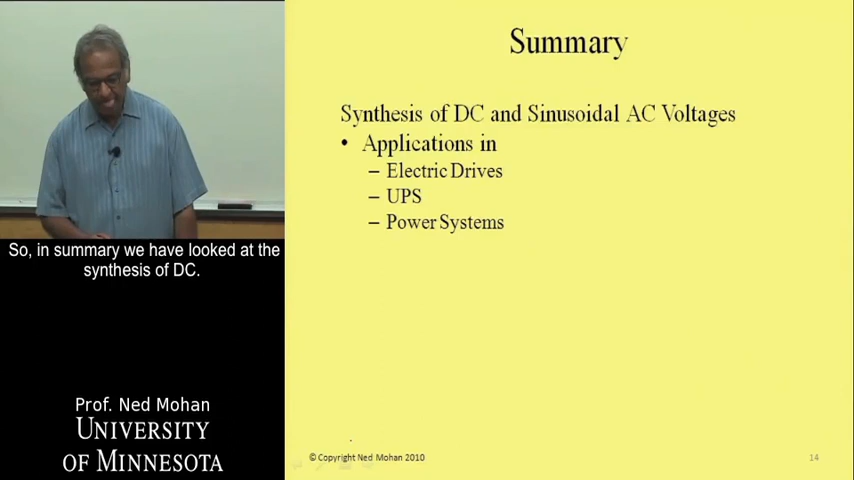 Summary
Synthesis of DC and Sinusoidal AC Voltages
• Applications in
– Electric Drives
– UPS
– Power Systems
So, in summary we have looked at the
synthesis of DC.
Prof. Ned Mohan
UNIVERSITY
OF MINNESOTA
© Copyright Ned Mohan 2010
14